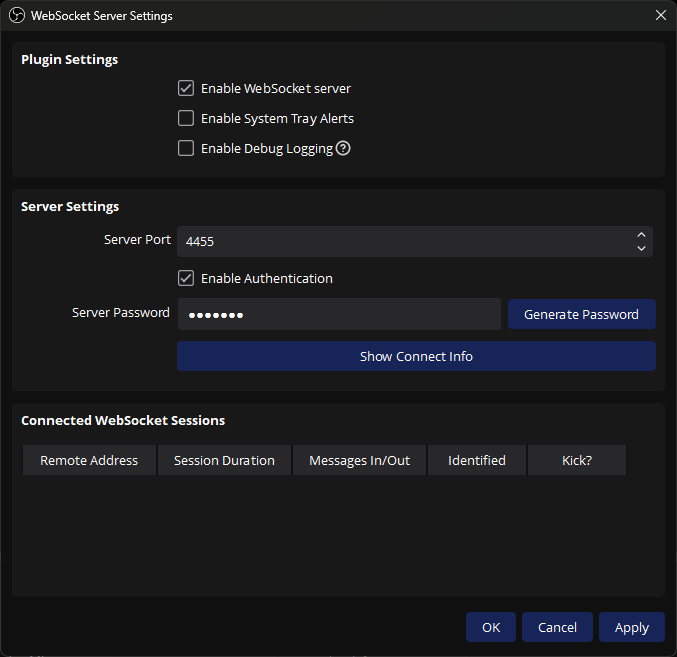 WebSocket Server Settings
Plugin Settings
Enable WebSocket server
Enable System Tray Alerts
Enable Debug Logging
Server Settings
Server Port 4455
Enable Authentication
Server Password ●●●●●●● Generate Password
Show Connect Info
Connected WebSocket Sessions
Remote Address Session Duration Messages In/Out Identified Kick?
OK Cancel Apply